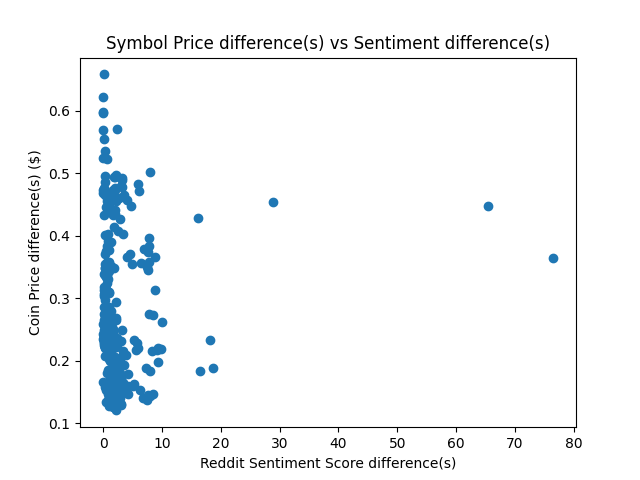 Symbol Price difference(s) vs Sentiment difference(s)
Coin Price difference(s) ($)
0.6
0.5
0.4
0.3
0.2
0.1
0 10 20 30 40 50 60 70 80
Reddit Sentiment Score difference(s)